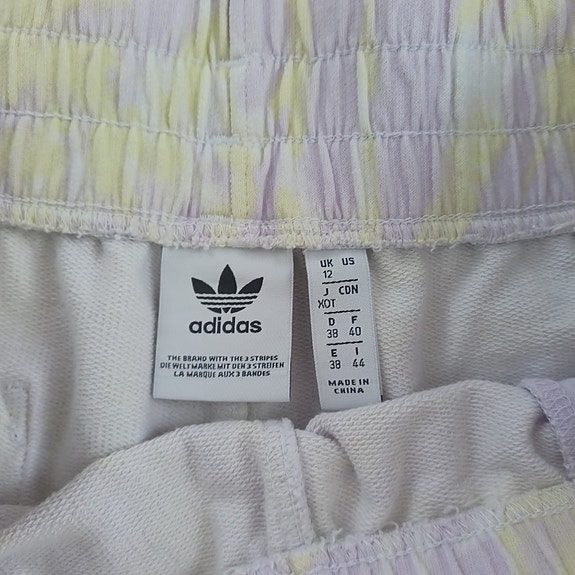 adidas
THE BRAND WITH THE 3 STRIPES
DIE WELTMARKE MIT DEN 3 STREIFEN
LA MARQUE AUX 3 BANDES
UK US
12
J CDN
XOT
D F
38 40
E I
38 44
MADE IN
CHINA